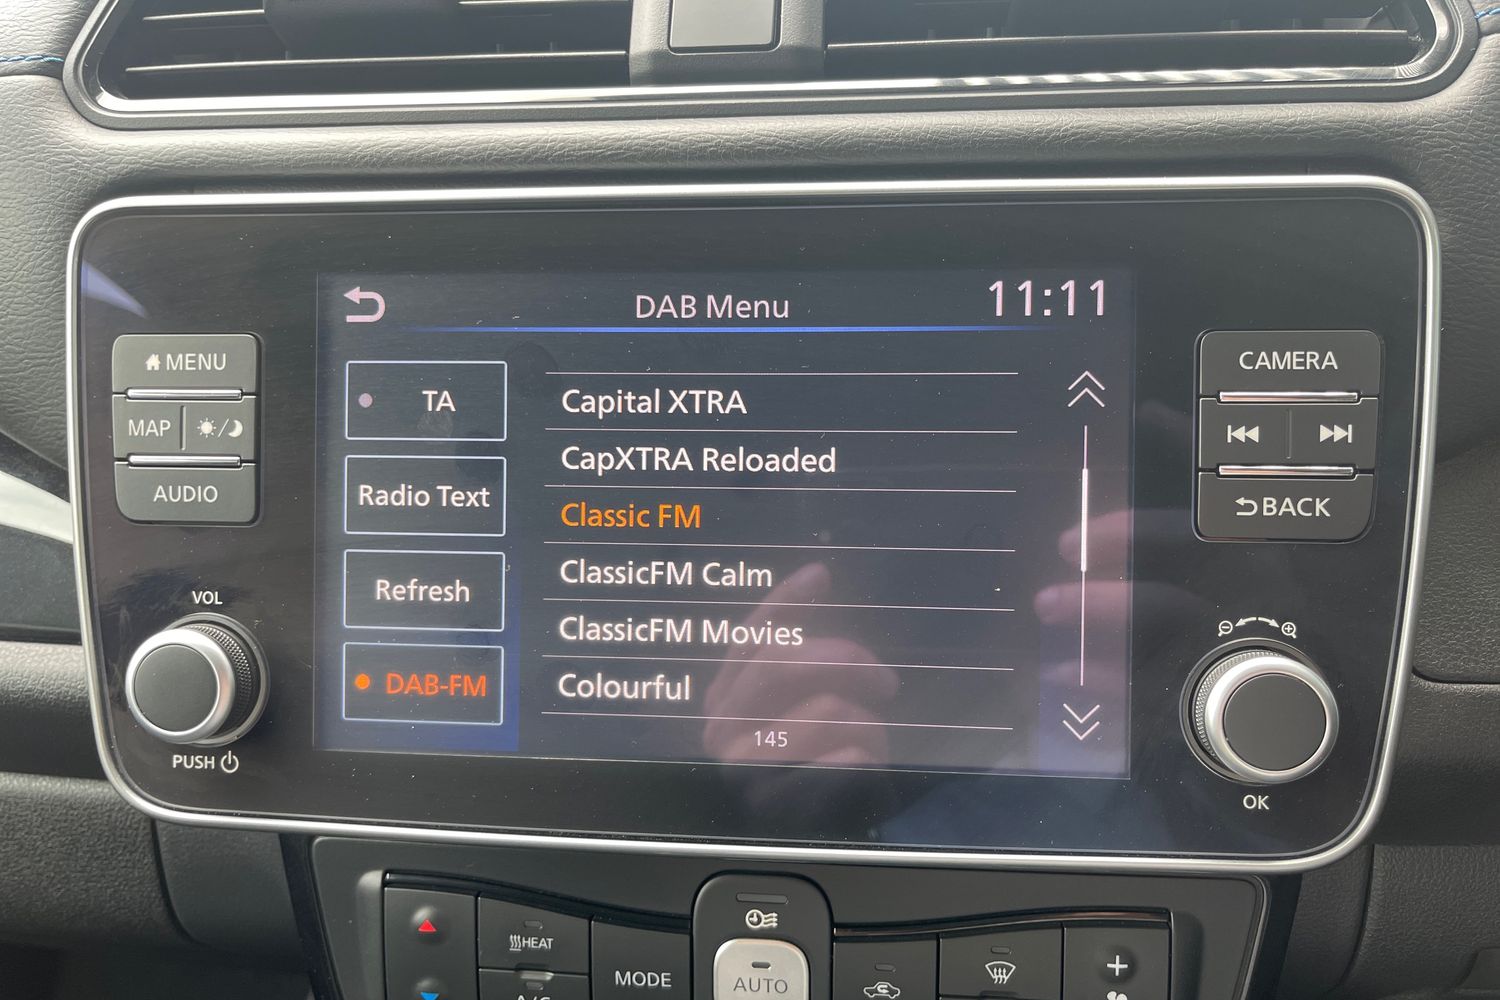 DAB Menu
11:11
MENU
MAP
AUDIO
TA
Radio Text
Refresh
DAB-FM
Capital XTRA
CapXTRA Reloaded
Classic FM
ClassicFM Calm
ClassicFM Movies
Colourful
145
CAMERA
BACK
VOL
PUSH
OK
HEAT
A/C
MODE
AUTO